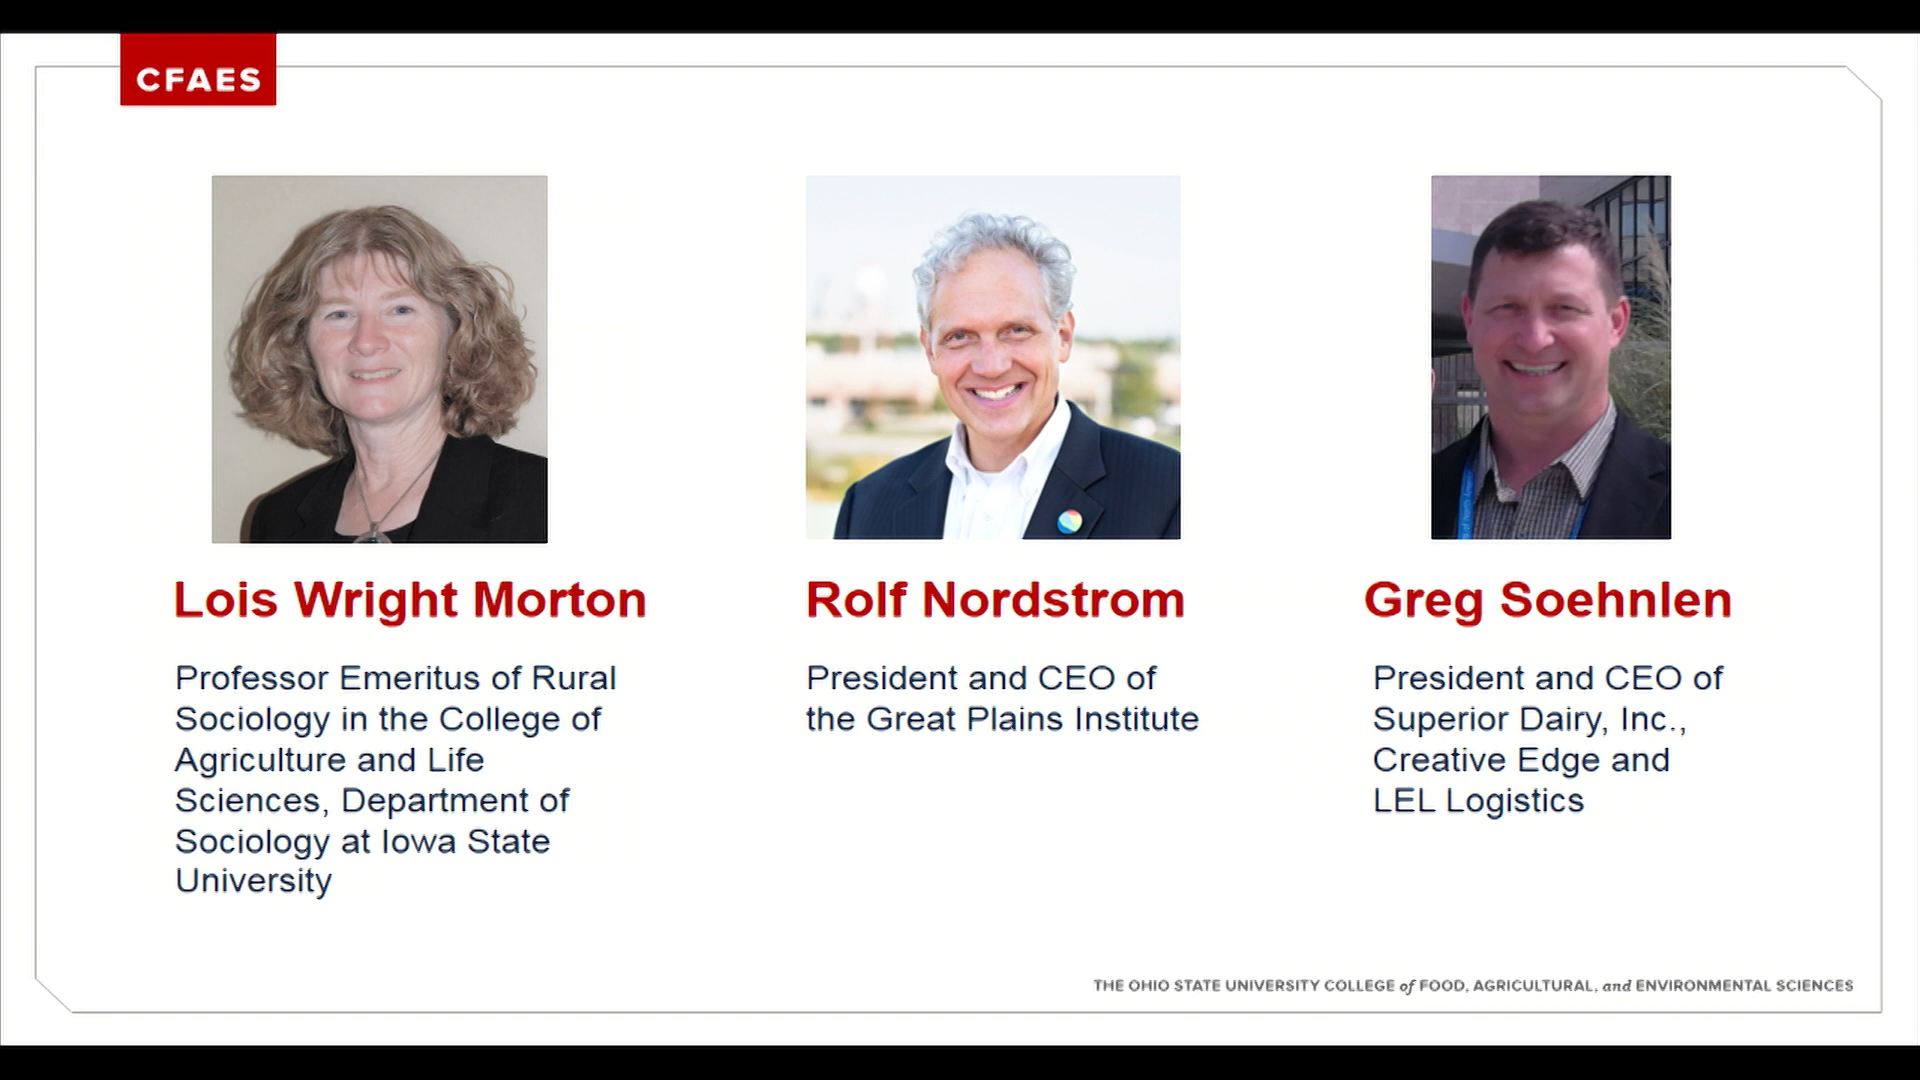 CFAES
Lois Wright Morton
Professor Emeritus of Rural
Sociology in the College of
Agriculture and Life
Sciences, Department of
Sociology at Iowa State
University
Rolf Nordstrom
President and CEO of
the Great Plains Institute
Greg Soehnlen
President and CEO of
Superior Dairy, Inc.,
Creative Edge and
LEL Logistics
THE OHIO STATE UNIVERSITY COLLEGE of FOOD, AGRICULTURAL, and ENVIRONMENTAL SCIENCES